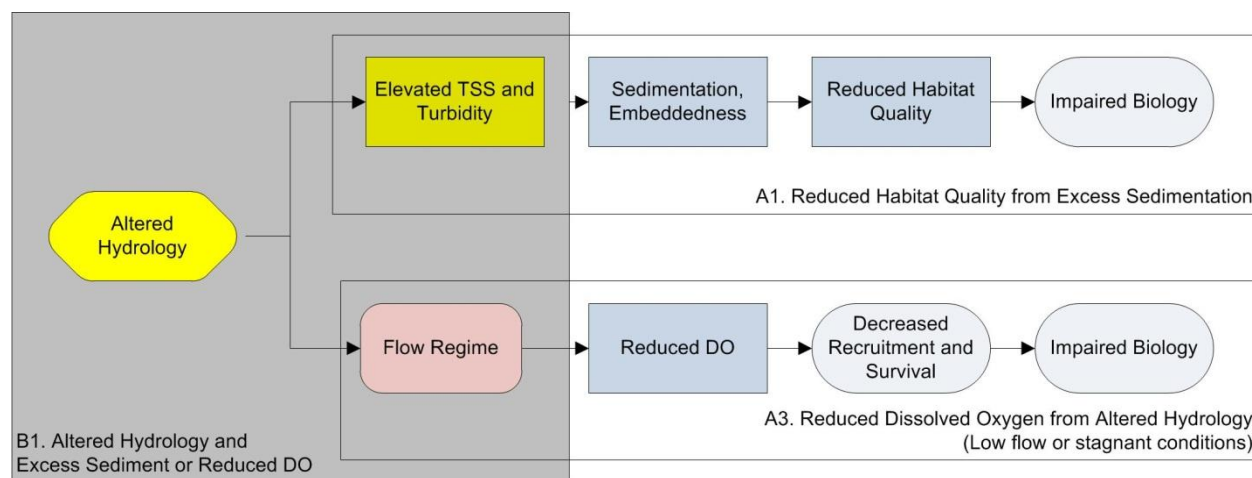 Elevated TSS and
Turbidity
Sedimentation,
Embeddedness
Reduced Habitat
Quality
Impaired Biology
A1. Reduced Habitat Quality from Excess Sedimentation
Altered
Hydrology
Flow Regime
Reduced DO
Decreased
Recruitment and
Survival
Impaired Biology
A3. Reduced Dissolved Oxygen from Altered Hydrology
(Low flow or stagnant conditions)
B1. Altered Hydrology and
Excess Sediment or Reduced DO